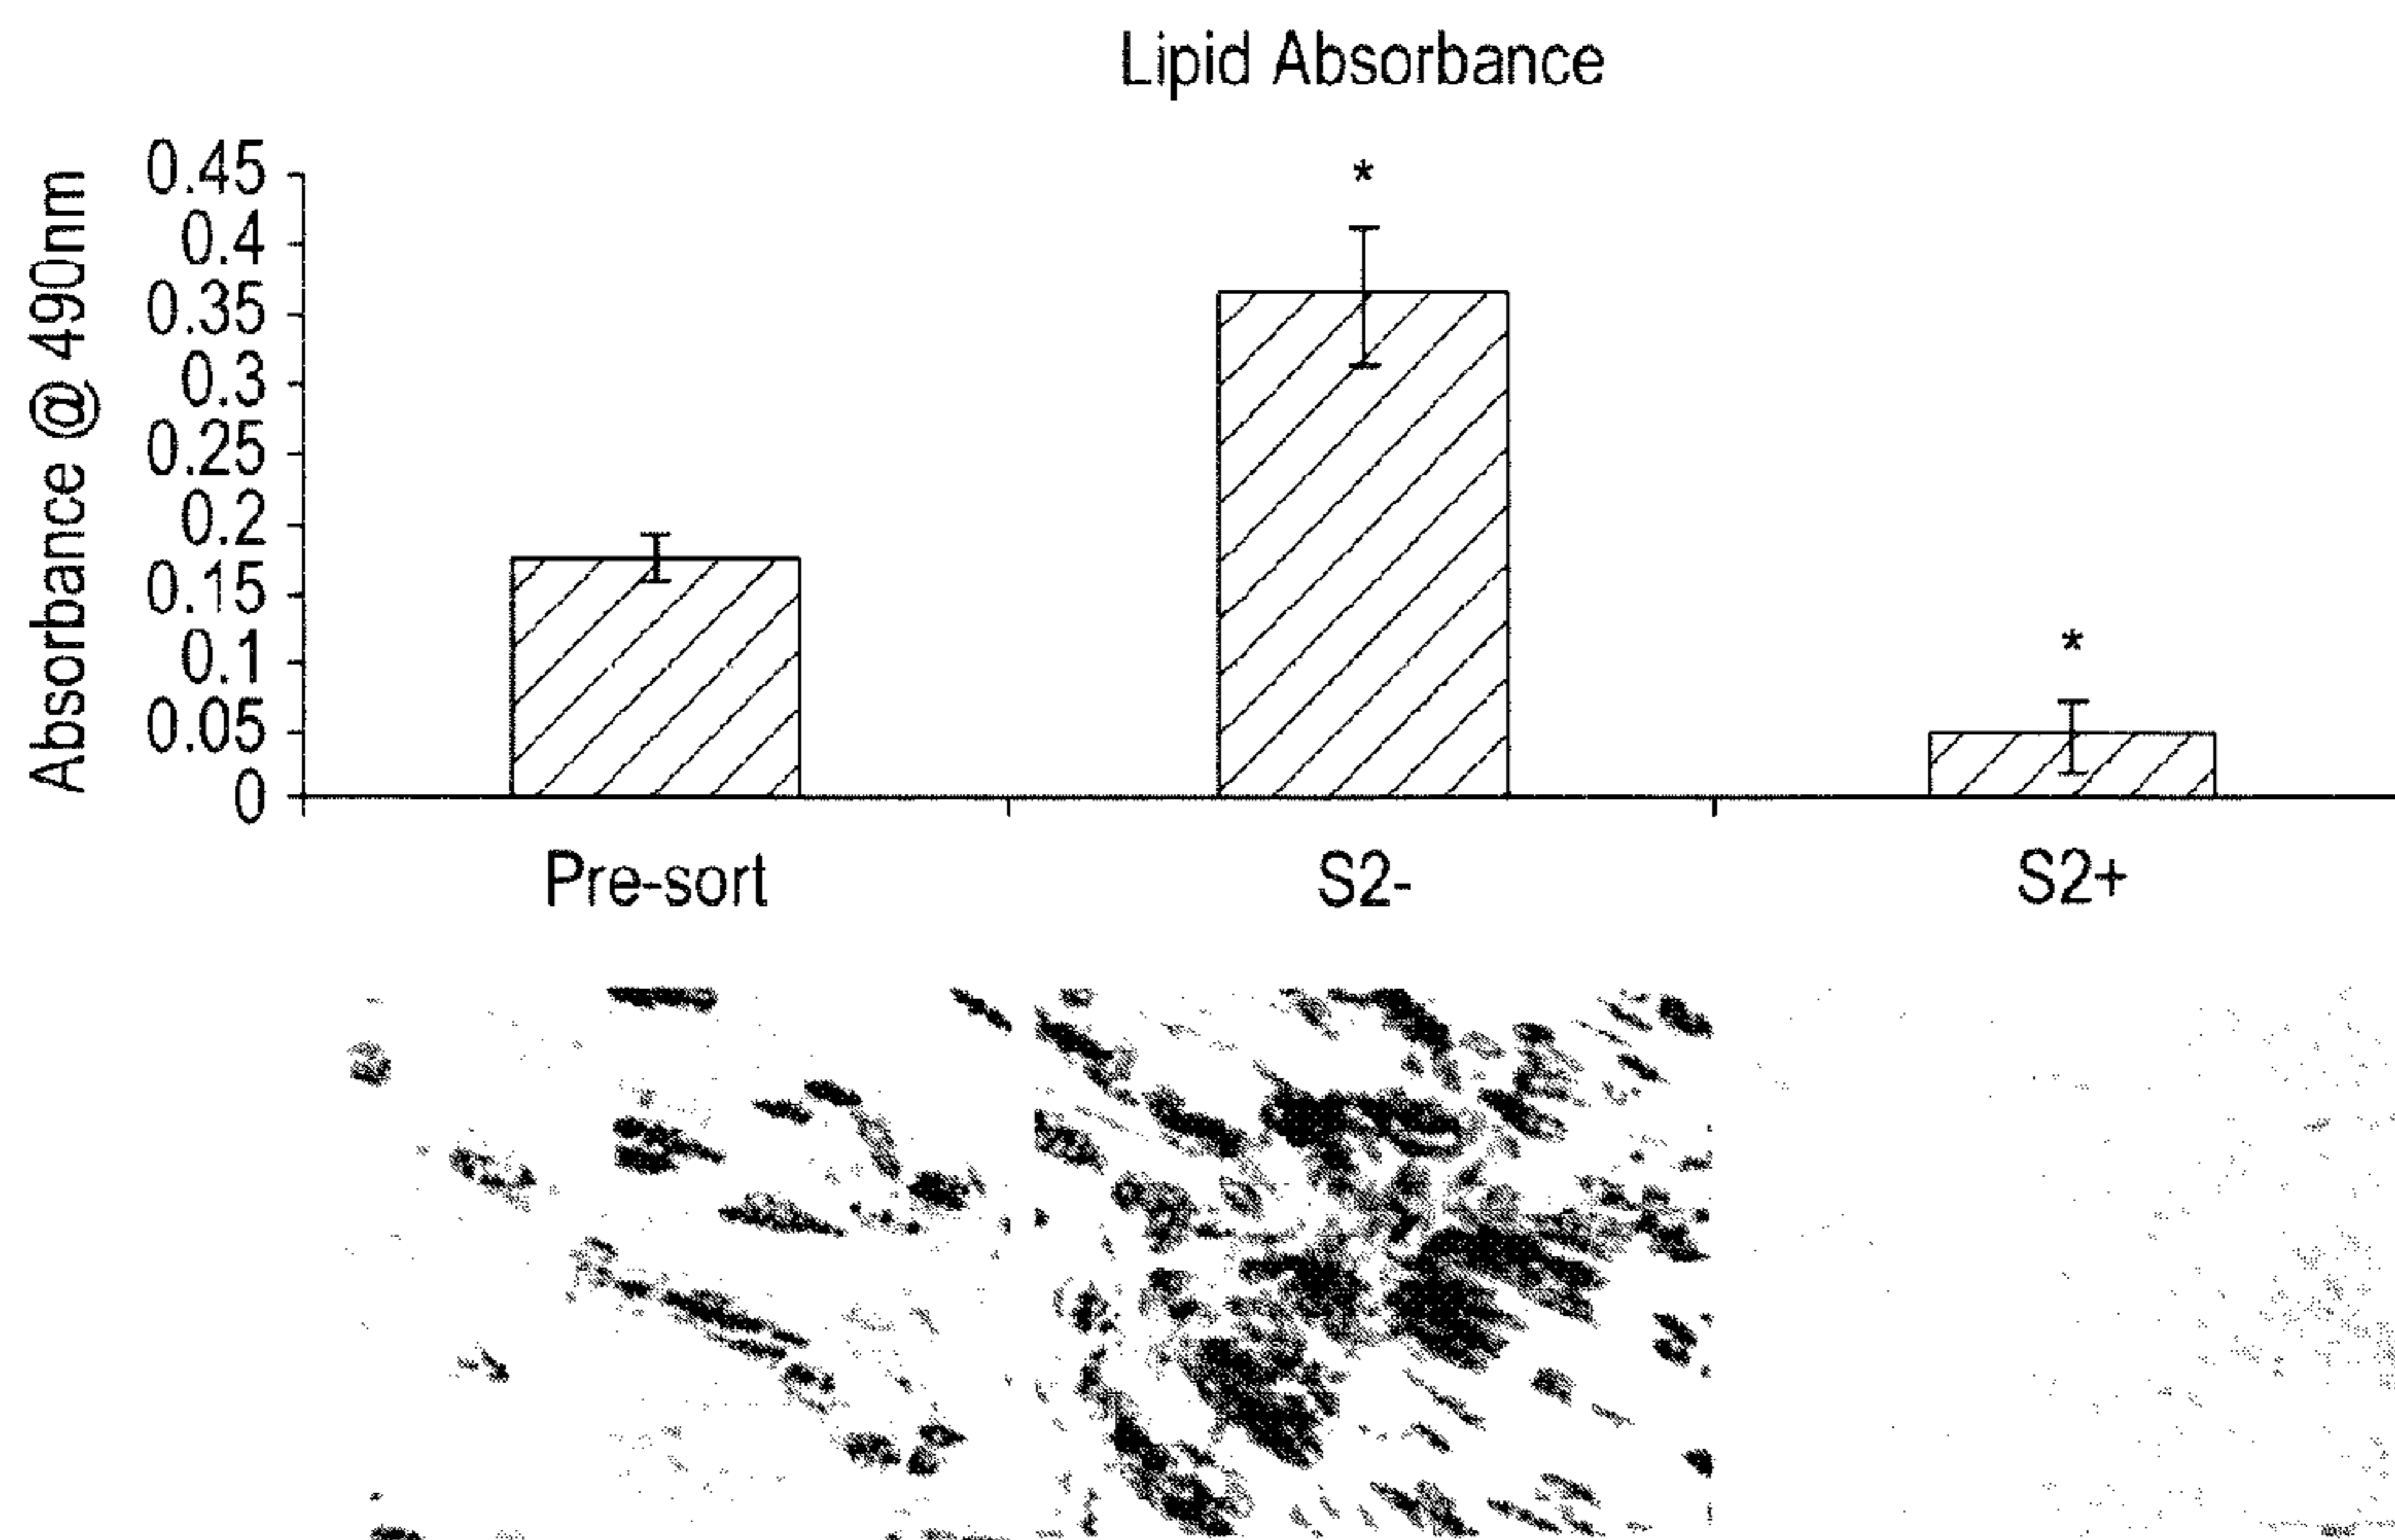 Lipid Absorbance
Absorbance @ 490nm
0.45
0.4
0.35
0.3
0.25
0.2
0.15
0.1
0.05
0
*
*
Pre-sort
S2-
S2+